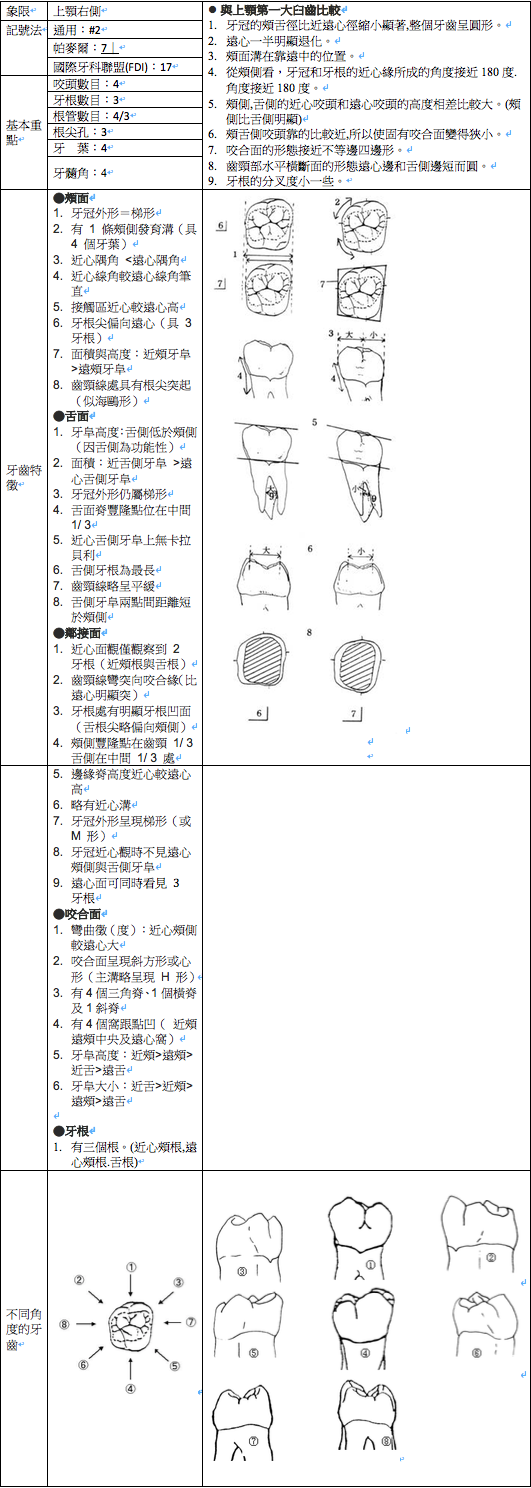 象限
上顎右側
記號法
通用：#2
帕麥爾：7
國際牙科聯盟(FDI)：17
基本重
點
咬頭數目：4
牙根數目：3
根管數目：4/3
根尖孔：3
牙　葉：4
牙髓角：4
● 與上顎第一大臼齒比較
1. 牙冠的頰舌徑比近遠心徑縮小顯著,整個牙齒呈圓形。
2. 遠心一半明顯退化。
3. 頰面溝在靠遠中的位置。
4. 從頰側看，牙冠和牙根的近心緣所成的角度接近 180 度.
角度接近 180 度。
5. 頰側,舌側的近心咬頭和遠心咬頭的高度相差比較大。(頰
側比舌側明顯)
6. 頰舌側咬頭靠的比較近,所以使固有咬合面變得狹小。
7. 咬合面的形態接近不等邊四邊形。
8. 齒頸部水平橫斷面的形態遠心邊和舌側邊短而圓。
9. 牙根的分叉度小一些。
牙齒特
徵
●頰面
1. 牙冠外形＝梯形
2. 有 1 條頰側發育溝（具
4 個牙葉）
3. 近心隅角 <遠心隅角
4. 近心線角較遠心線角筆
直
5. 接觸區近心較遠心高
6. 牙根尖偏向遠心（具 3
牙根）
7. 面積與高度：近頰牙阜
>遠頰牙阜
8. 齒頸線處具有根尖突起
（似海鷗形）
●舌面
1. 牙阜高度:舌側低於頰側
（因舌側為功能性）
2. 面積：近舌側牙阜 >遠
心舌側牙阜
3. 牙冠外形仍屬梯形
4. 舌面脊豐隆點位在中間
1/ 3
5. 近心舌側牙阜上無卡拉
貝利
6. 舌側牙根為最長
7. 齒頸線略呈平緩
8. 舌側牙阜兩點間距離短
於頰側
●鄰接面
1. 近心面觀僅觀察到 2
牙根（近頰根與舌根）
2. 齒頸線彎突向咬合緣（比
遠心明顯突）
3. 牙根處有明顯牙根凹面
（舌根尖略偏向頰側）
4. 頰側豐隆點在齒頸 1/ 3
舌側在中間 1/ 3 處
6
7
1
2
7
3
大
小
4
4
5
大
9
小
9
大
6
小
8
6
7
5. 邊緣脊高度近心較遠心
高
6. 略有近心溝
7. 牙冠外形呈現梯形（或
M 形）
8. 牙冠近心觀時不見遠心
頰側與舌側牙阜
9. 遠心面可同時看見 3
牙根
●咬合面
1. 彎曲徵（度）：近心頰側
較遠心大
2. 咬合面呈現斜方形或心
形（主溝略呈現 H 形）
3. 有 4 個三角脊、1 個橫脊
及 1 斜脊
4. 有 4 個窩跟點凹（ 近頰
遠頰中央及遠心窩）
5. 牙阜高度：近頰>遠頰>
近舌>遠舌
6. 牙阜大小：近舌>近頰>
遠頰>遠舌
●牙根
1. 有三個根。(近心頰根,遠
心頰根.舌根)
不同角
度的牙
齒
①
②
③
⑧
⑦
⑥
⑤
④
③
①
②
⑤
④
⑥
⑦
⑧